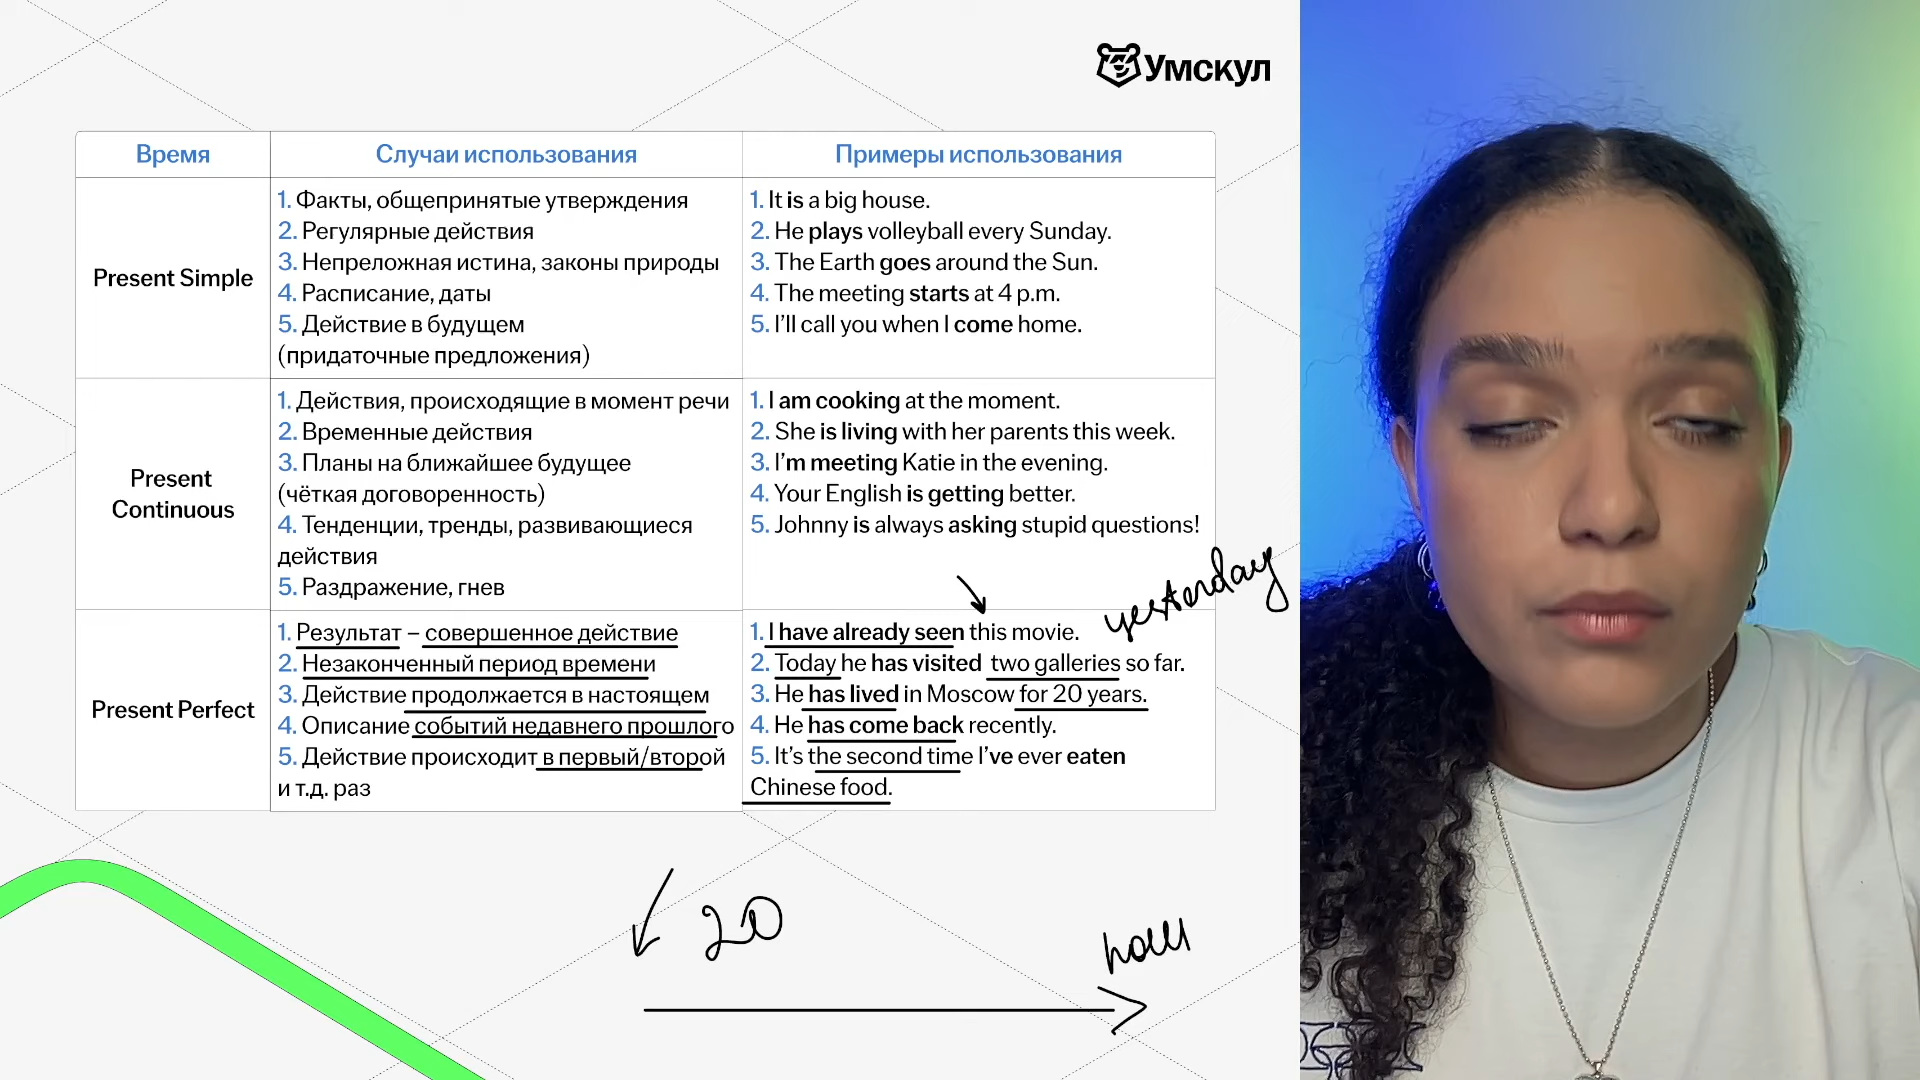 Умскул
Время
Случаи использования
Примеры использования
Present Simple
1. Факты, общепринятые утверждения
2. Регулярные действия
3. Непреложная истина, законы природы
4. Расписание, даты
5. Действие в будущем
(придаточные предложения)
1. It is a big house.
2. He plays volleyball every Sunday.
3. The Earth goes around the Sun.
4. The meeting starts at 4 p.m.
5. I’ll call you when I come home.
Present
Continuous
1. Действия, происходящие в момент речи
2. Временные действия
3. Планы на ближайшее будущее
(чёткая договоренность)
4. Тенденции, тренды, развивающиеся
действия
5. Раздражение, гнев
1. I am cooking at the moment.
2. She is living with her parents this week.
3. I’m meeting Katie in the evening.
4. Your English is getting better.
5. Johnny is always asking stupid questions!
yesterday
Present Perfect
1. Результат – совершенное действие
2. Незаконченный период времени
3. Действие продолжается в настоящем
4. Описание событий недавнего прошлого
5. Действие происходит в первый/второй
и т.д. раз
1. I have already seen this movie.
2. Today he has visited two galleries so far.
3. He has lived in Moscow for 20 years.
4. He has come back recently.
5. It’s the second time I’ve ever eaten
Chinese food.
20
now